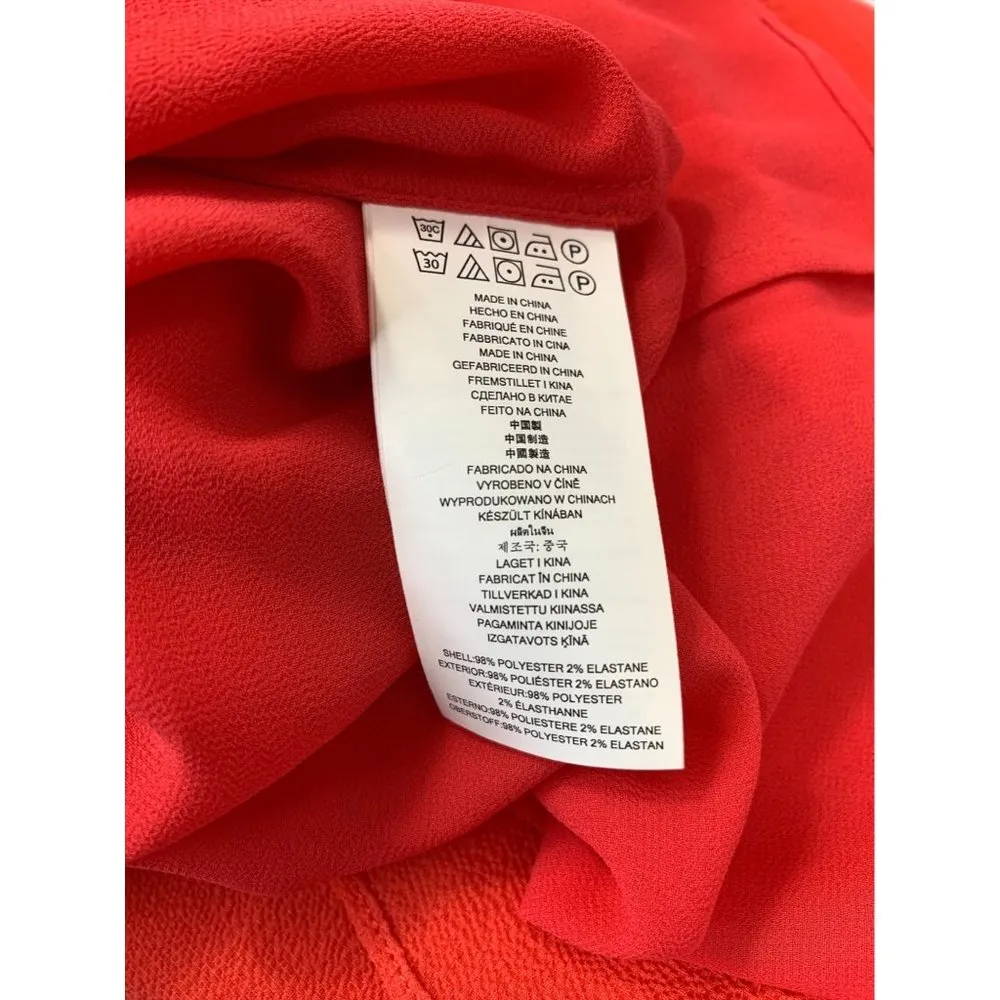 30C P
30 P
MADE IN CHINA
HECHO EN CHINA
FABRIQUÉ EN CHINE
FABBRICATO IN CINA
MADE IN CHINA
GEFABRICEERD IN CHINA
FREMSTILLET I KINA
СДЕЛАНО В КИТАЕ
FEITO NA CHINA
中国製
中国制造
中國製造
FABRICADO NA CHINA
VYROBENO V ČÍNĚ
WYPRODUKOWANO W CHINACH
KÉSZÜLT KÍNÁBAN
ผลิตในจีน
제조국: 중국
LAGET I KINA
FABRICAT ÎN CHINA
TILLVERKAD I KINA
VALMISTETTU KIINASSA
PAGAMINTA KINIJOJE
IZGATAVOTS ĶĪNĀ
SHELL:98% POLYESTER 2% ELASTANE
EXTERIOR:98% POLIÉSTER 2% ELASTANO
EXTÉRIEUR:98% POLYESTER
2% ÉLASTHANNE
ESTERNO:98% POLIESTERE 2% ELASTANE
OBERSTOFF:98% POLYESTER 2% ELASTAN